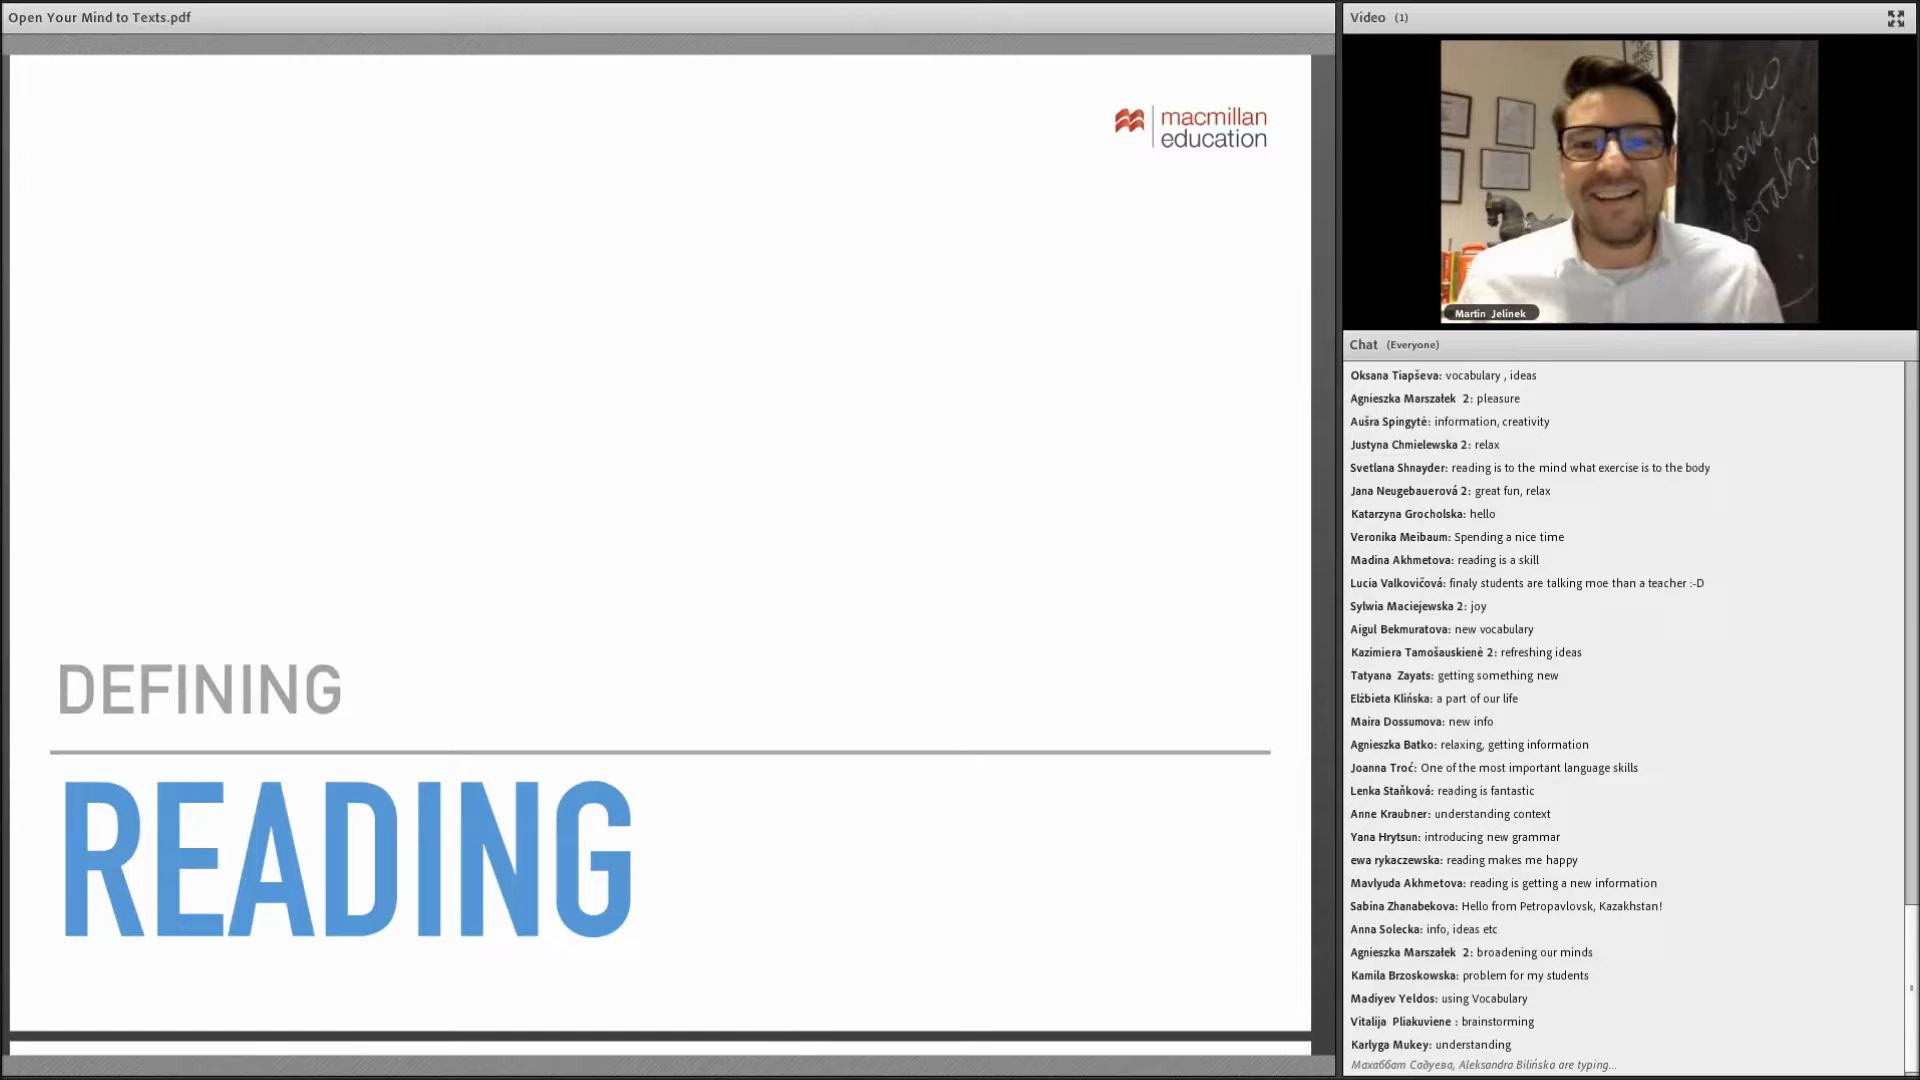 Open Your Mind to Texts.pdf
macmillan
education
DEFINING
READING
Video (1)
Hello
from
Martin Jelinek
Chat (Everyone)
Oksana Tiapševa: vocabulary , ideas
Agnieszka Marszałek 2: pleasure
Aušra Spingytė: information, creativity
Justyna Chmielewska 2: relax
Svetlana Shnayder: reading is to the mind what exercise is to the body
Jana Neugebauerová 2: great fun, relax
Katarzyna Grocholska: hello
Veronika Meibaum: Spending a nice time
Madina Akhmetova: reading is a skill
Lucia Valkovičová: finaly students are talking moe than a teacher :-D
Sylwia Maciejewska 2: joy
Aigul Bekmuratova: new vocabulary
Kazimiera Tamošauskienė 2: refreshing ideas
Tatyana Zayats: getting something new
Elżbieta Klińska: a part of our life
Maira Dossumova: new info
Agnieszka Batko: relaxing, getting information
Joanna Troć: One of the most important language skills
Lenka Staňková: reading is fantastic
Anne Kraubner: understanding context
Yana Hrytsun: introducing new grammar
ewa rykaczewska: reading makes me happy
Mavlyuda Akhmetova: reading is getting a new information
Sabina Zhanabekova: Hello from Petropavlovsk, Kazakhstan!
Anna Solecka: info, ideas etc
Agnieszka Marszałek 2: broadening our minds
Kamila Brzoskowska: problem for my students
Madiyev Yeldos: using Vocabulary
Vitalija Pliakuviene : brainstorming
Karlyga Mukey: understanding
Махаббат Садуева, Aleksandra Bilińska are typing...